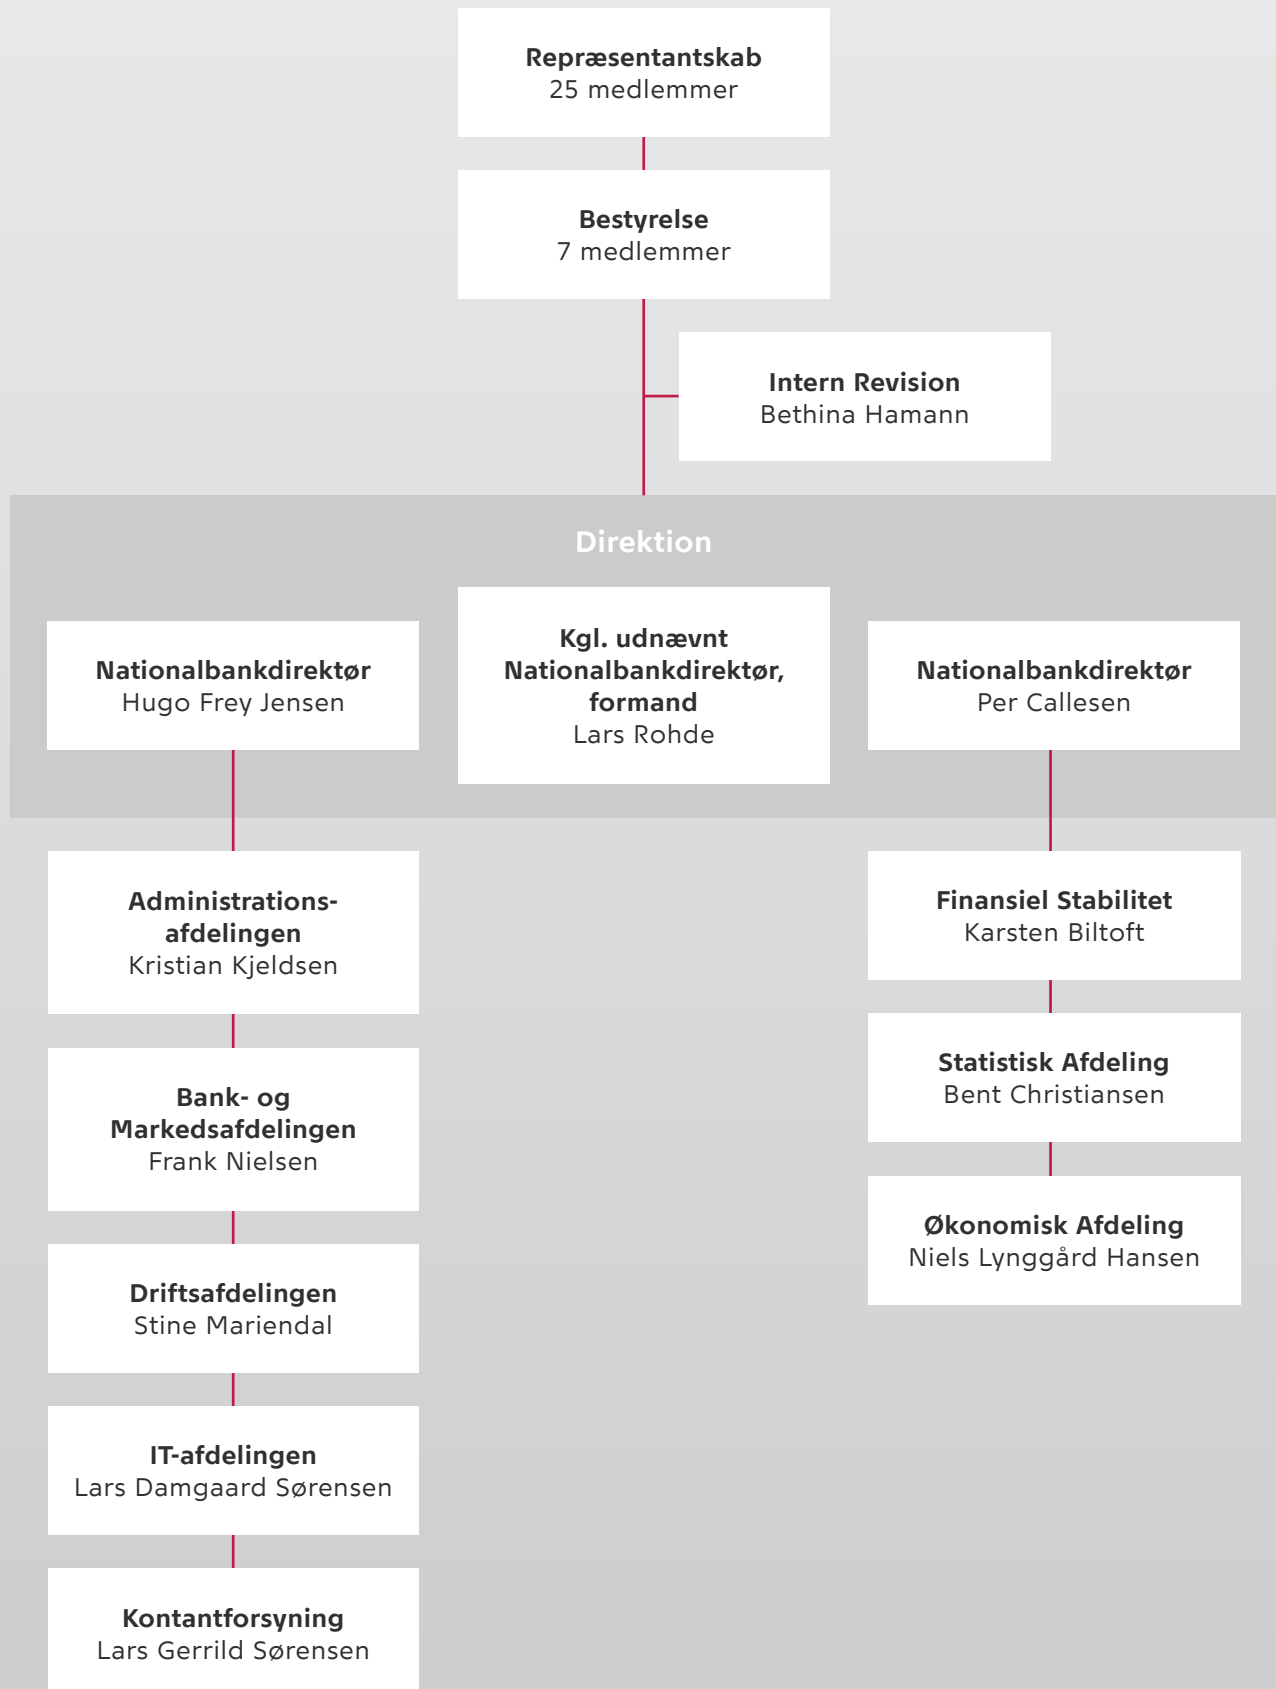 Repræsentantskab
25 medlemmer
Bestyrelse
7 medlemmer
Intern Revision
Bethina Hamann
Direktion
Nationalbankdirektør
Hugo Frey Jensen
Kgl. udnævnt
Nationalbankdirektør,
formand
Lars Rohde
Nationalbankdirektør
Per Callesen
Administrations-
afdelingen
Kristian Kjeldsen
Bank- og
Markedsafdelingen
Frank Nielsen
Driftsafdelingen
Stine Mariendal
IT-afdelingen
Lars Damgaard Sørensen
Kontantforsyning
Lars Gerrild Sørensen
Finansiel Stabilitet
Karsten Biltoft
Statistisk Afdeling
Bent Christiansen
Økonomisk Afdeling
Niels Lynggård Hansen